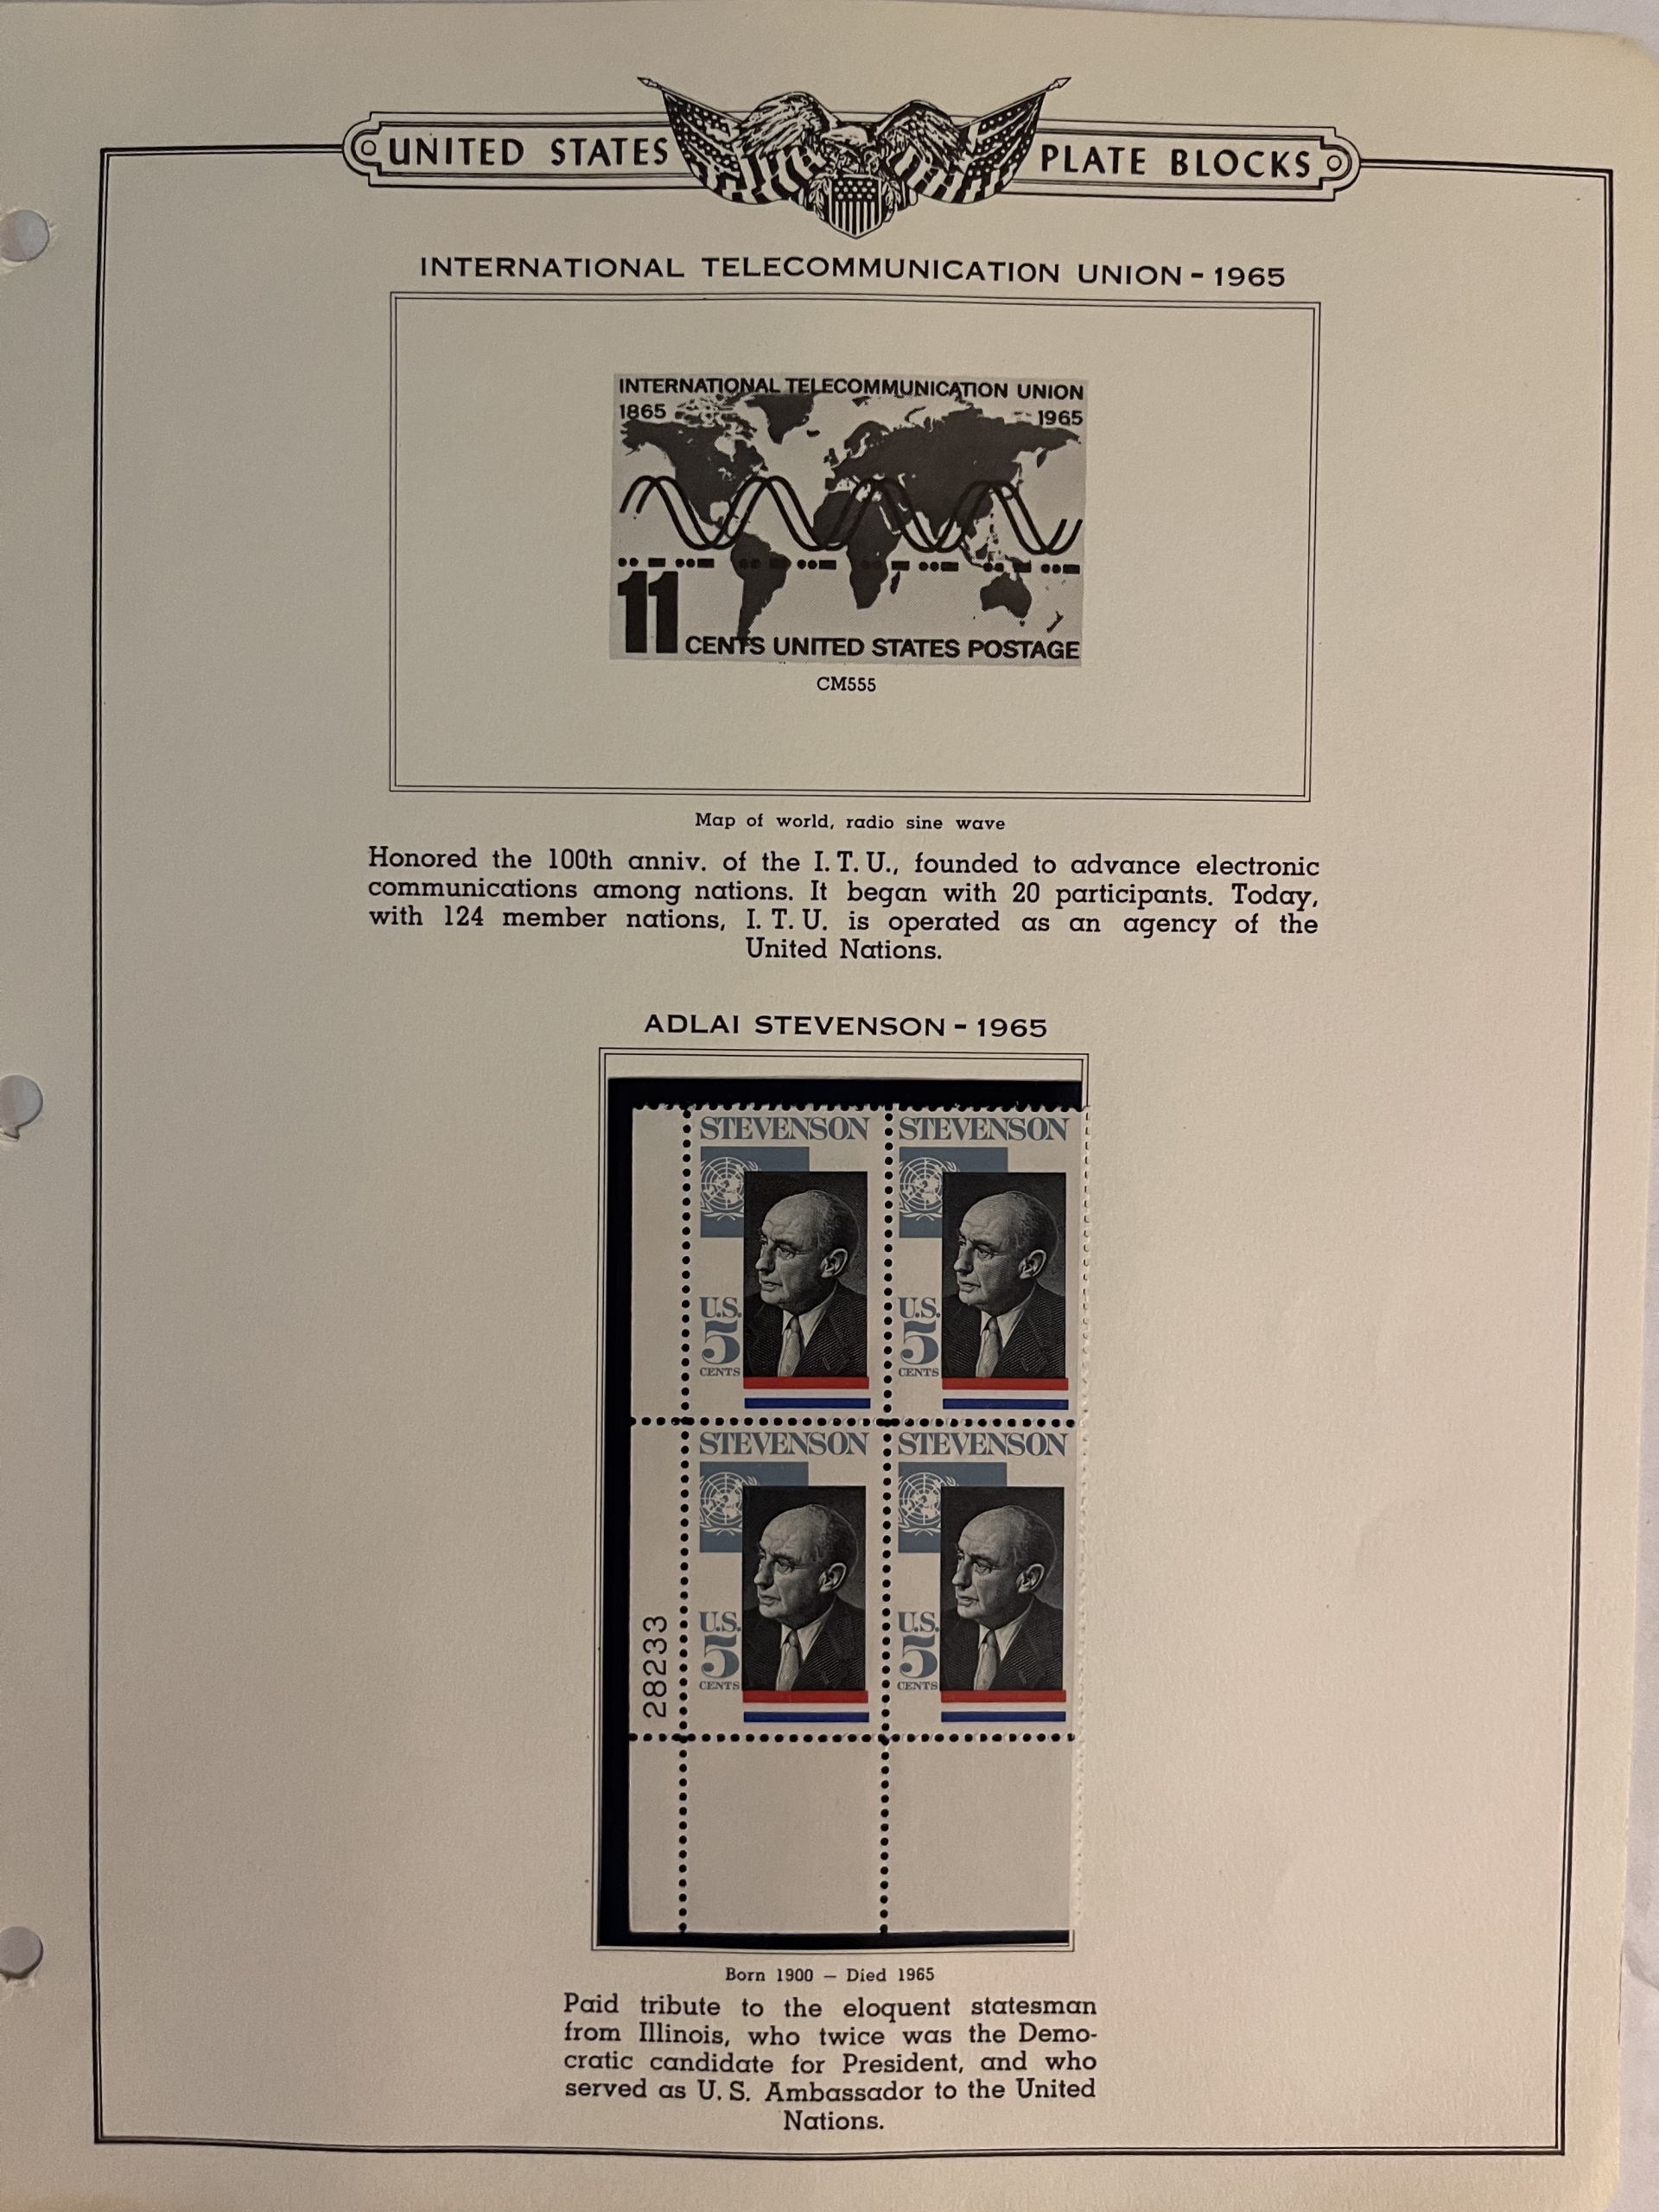 UNITED STATES PLATE BLOCKS
INTERNATIONAL TELECOMMUNICATION UNION - 1965
INTERNATIONAL TELECOMMUNICATION UNION
1865 1965
11 CENTS UNITED STATES POSTAGE
CM555
Map of world, radio sine wave
Honored the 100th anniv. of the I. T. U., founded to advance electronic
communications among nations. It began with 20 participants. Today,
with 124 member nations, I. T. U. is operated as an agency of the
United Nations.
ADLAI STEVENSON - 1965
STEVENSON STEVENSON
U.S. U.S.
5 5
CENTS CENTS
STEVENSON STEVENSON
U.S. U.S.
5 5
CENTS CENTS
28233
Born 1900 — Died 1965
Paid tribute to the eloquent statesman
from Illinois, who twice was the Demo-
cratic candidate for President, and who
served as U. S. Ambassador to the United
Nations.